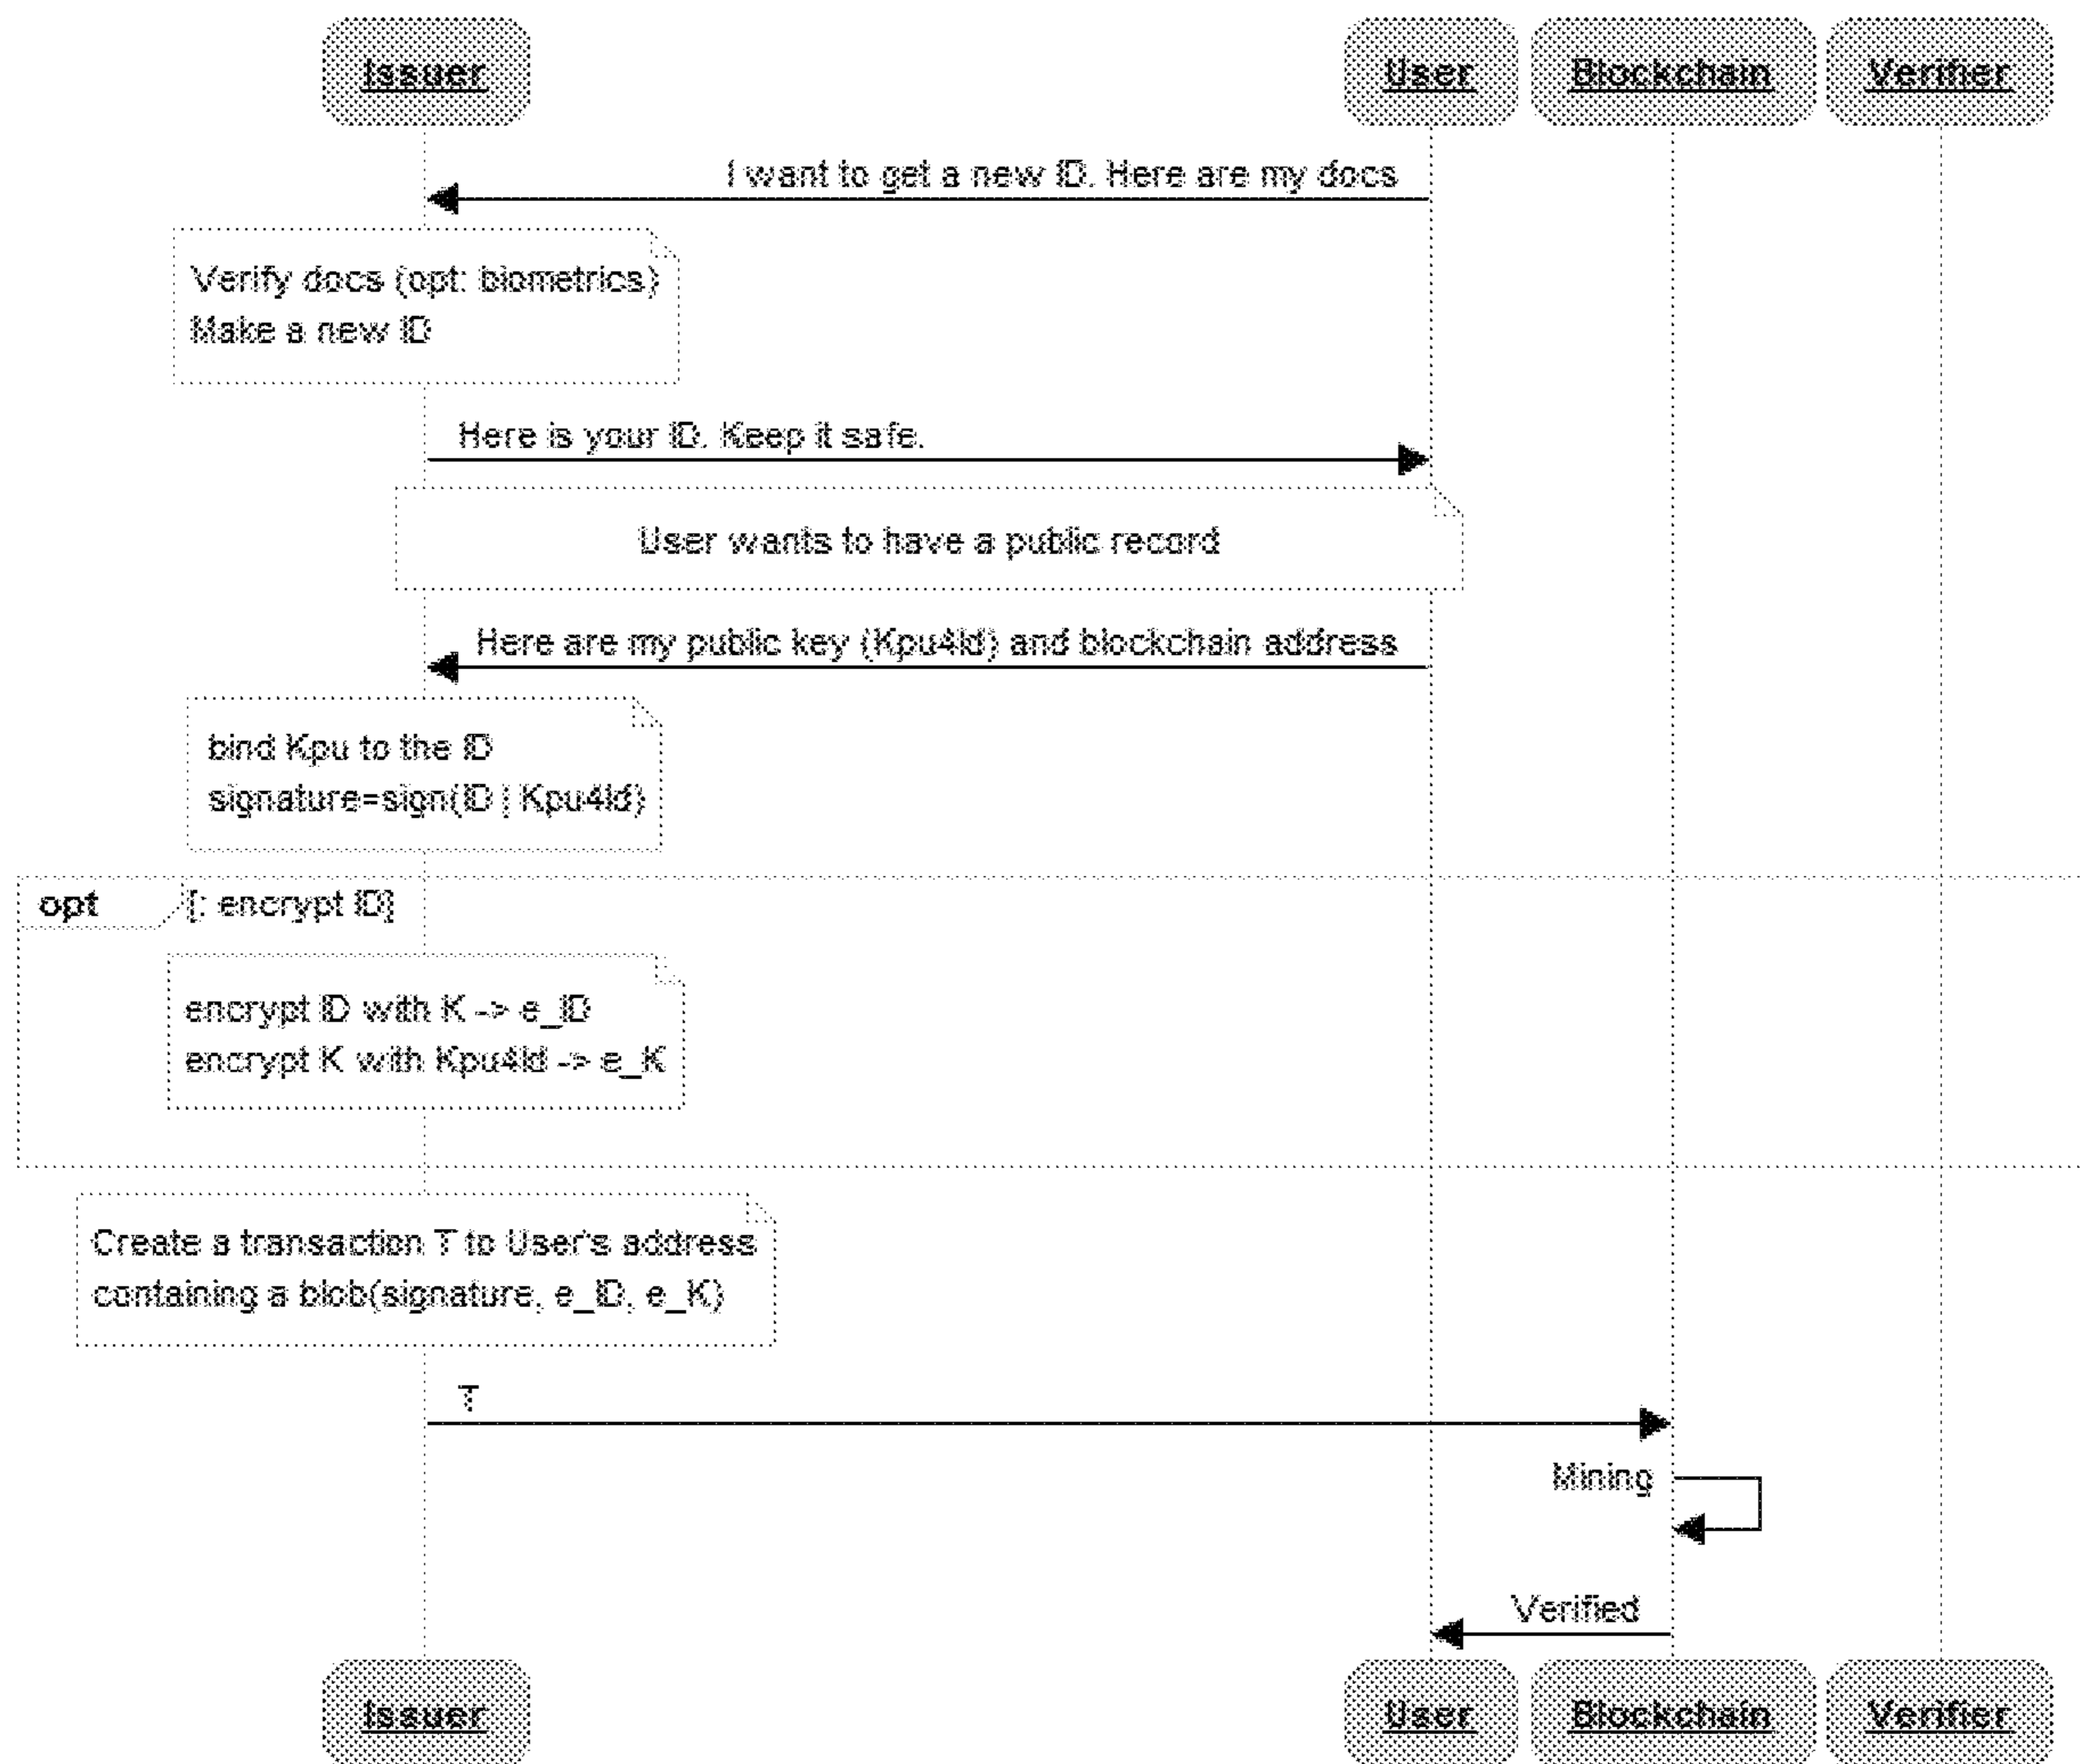 Issuer User Blockchain Verifier
I want to get a new ID. Here are my docs
Verify docs (opt: biometrics)
Make a new ID
Here is your ID. Keep it safe.
User wants to have a public record
Here are my public key (Kpu4Id) and blockchain address
bind Kpu to the ID
signature=sign(ID | Kpu4Id)
opt [: encrypt ID]
encrypt ID with K -> e_ID
encrypt K with Kpu4Id -> e_K
Create a transaction T to User's address
containing a blob(signature, e_ID, e_K)
T
Mining
Verified
Issuer User Blockchain Verifier